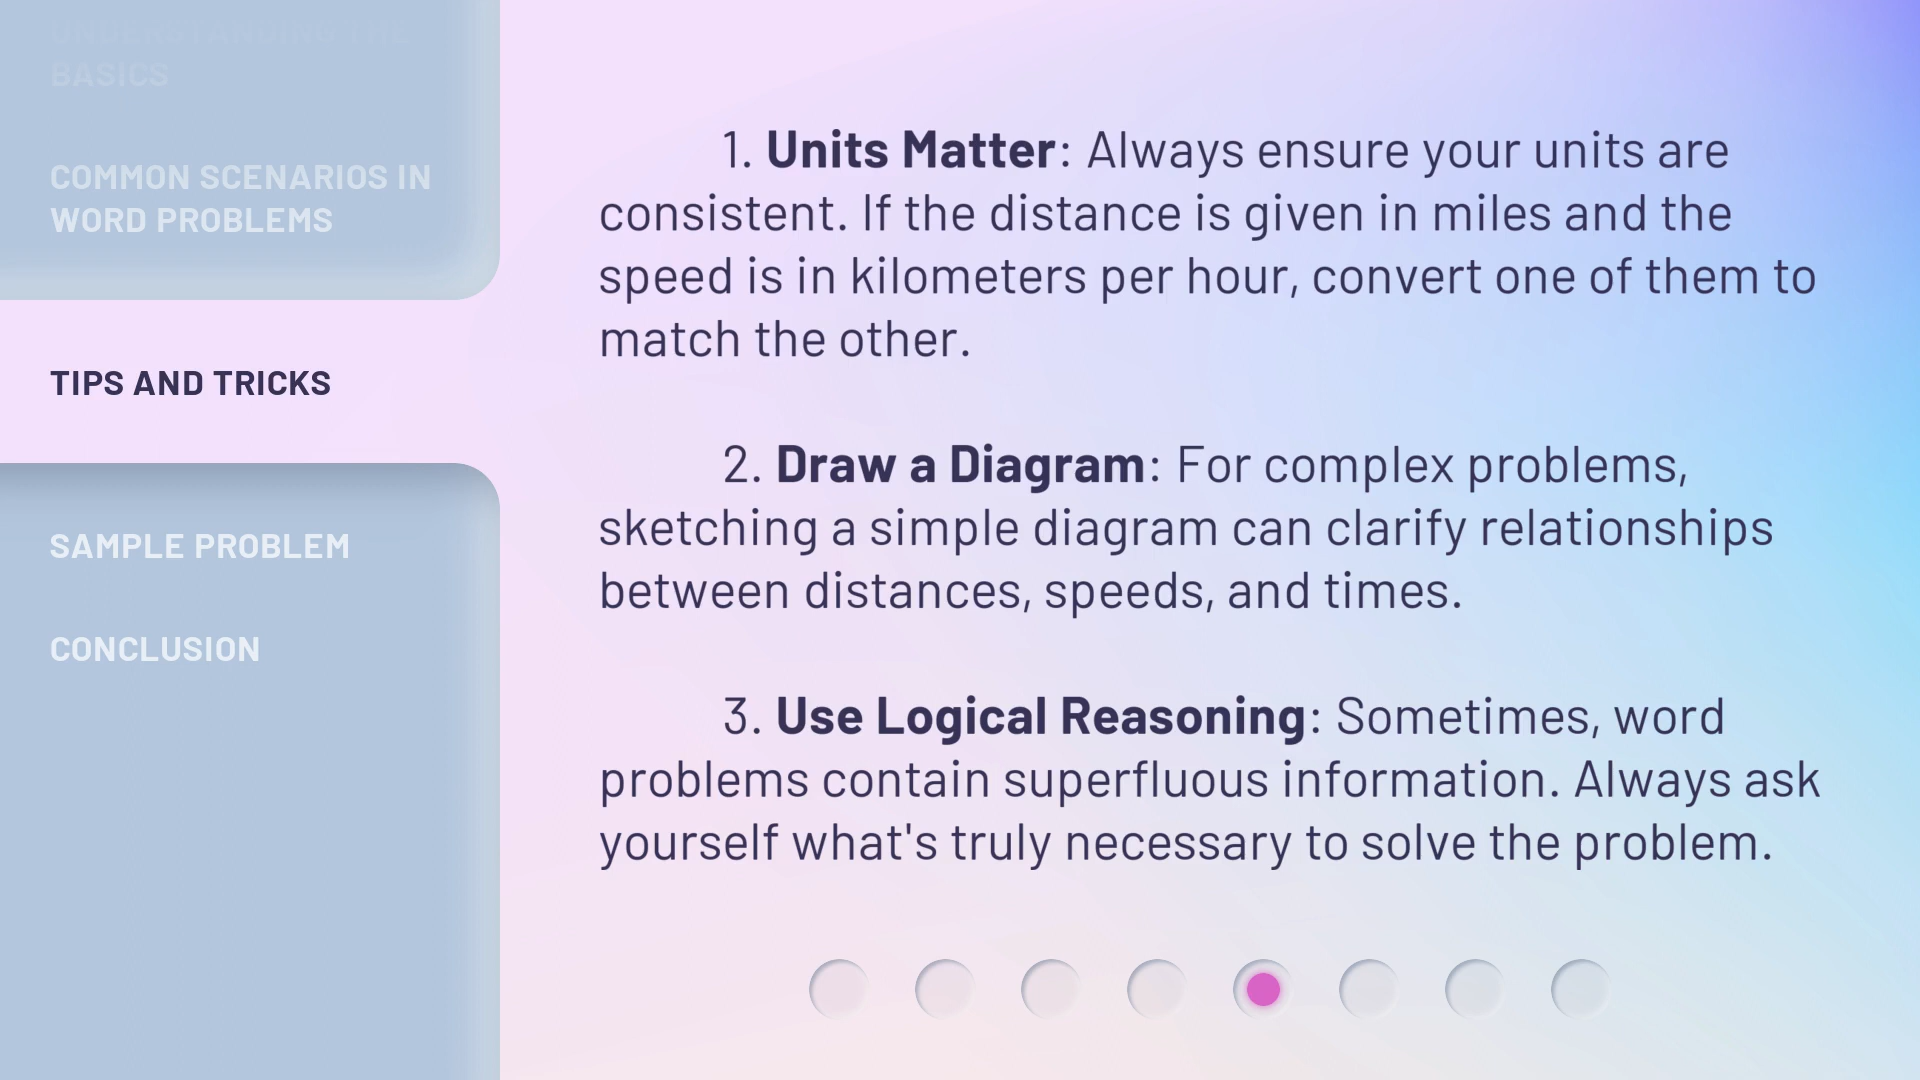 UNDERSTANDING THE
BASICS
COMMON SCENARIOS IN
WORD PROBLEMS
TIPS AND TRICKS
SAMPLE PROBLEM
CONCLUSION
1. Units Matter: Always ensure your units are
consistent. If the distance is given in miles and the
speed is in kilometers per hour, convert one of them to
match the other.
2. Draw a Diagram: For complex problems,
sketching a simple diagram can clarify relationships
between distances, speeds, and times.
3. Use Logical Reasoning: Sometimes, word
problems contain superfluous information. Always ask
yourself what's truly necessary to solve the problem.